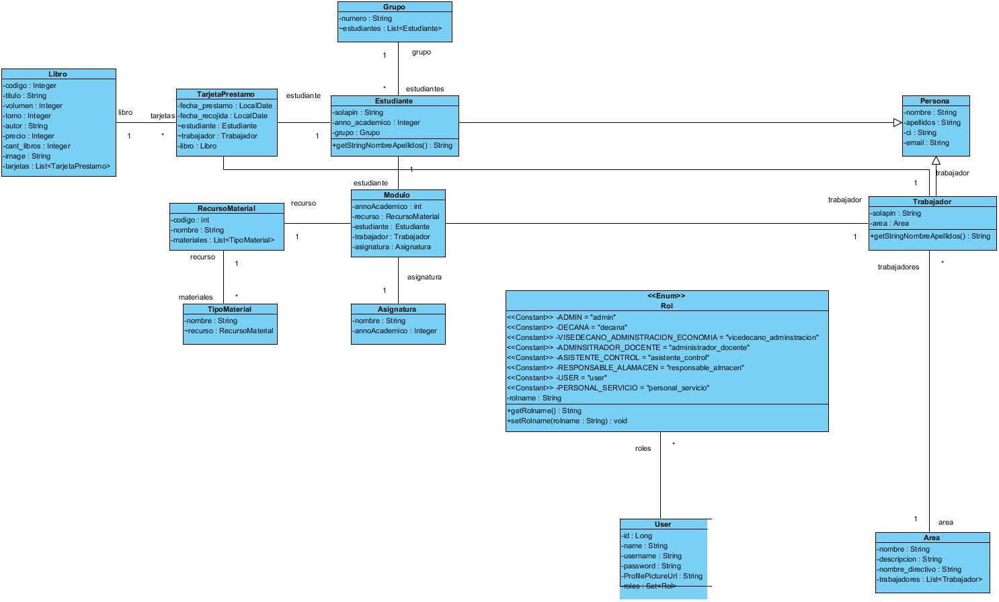 Grupo
-numero : String
~estudiantes : List<Estudiante>
1
grupo
*
estudiantes
Libro
-codigo : Integer
-titulo : String
-volumen : Integer
-tomo : Integer
-autor : String
-precio : Integer
-cant_libros : Integer
-image : String
-tarjetas : List<TarjetaPrestamo>
libro
1
tarjetas
*
TarjetaPrestamo
-fecha_prestamo : LocalDate
-fecha_recojida : LocalDate
~estudiante : Estudiante
~trabajador : Trabajador
-libro : Libro
estudiante
1
Estudiante
-solapin : String
-anno_academico : Integer
-grupo : Grupo
+getStringNombreApellidos() : String
Persona
-nombre : String
-apellidos : String
-ci : String
-email : String
1
estudiante
1
trabajador
RecursoMaterial
-codigo : int
-nombre : String
-materiales : List<TipoMaterial>
recurso
1
Modulo
-annoAcademico : int
-recurso : RecursoMaterial
-estudiante : Estudiante
-trabajador : Trabajador
-asignatura : Asignatura
trabajador
1
Trabajador
-solapin : String
-area : Area
+getStringNombreApellidos() : String
recurso
1
materiales
*
asignatura
1
trabajadores
*
TipoMaterial
-nombre : String
~recurso : RecursoMaterial
Asignatura
-nombre : String
-annoAcademico : Integer
<<Enum>>
Rol
<<Constant>> -ADMIN = "admin"
<<Constant>> -DECANA = "decana"
<<Constant>> -VISEDECANO_ADMINSTRACION_ECONOMIA = "vicedecano_adminstracion"
<<Constant>> -ADMINSITRADOR_DOCENTE = "administrador_docente"
<<Constant>> -ASISTENTE_CONTROL = "asistente_control"
<<Constant>> -RESPONSABLE_ALAMACEN = "responsable_almacen"
<<Constant>> -USER = "user"
<<Constant>> -PERSONAL_SERVICIO = "personal_servicio"
-rolname : String
+getRolname() : String
+setRolname(rolname : String) : void
roles
*
User
-id : Long
-name : String
-username : String
-password : String
-ProfilePictureUrl : String
-roles : Set<Rol>
1
area
Area
-nombre : String
-descripcion : String
-nombre_directivo : String
-trabajadores : List<Trabajador>